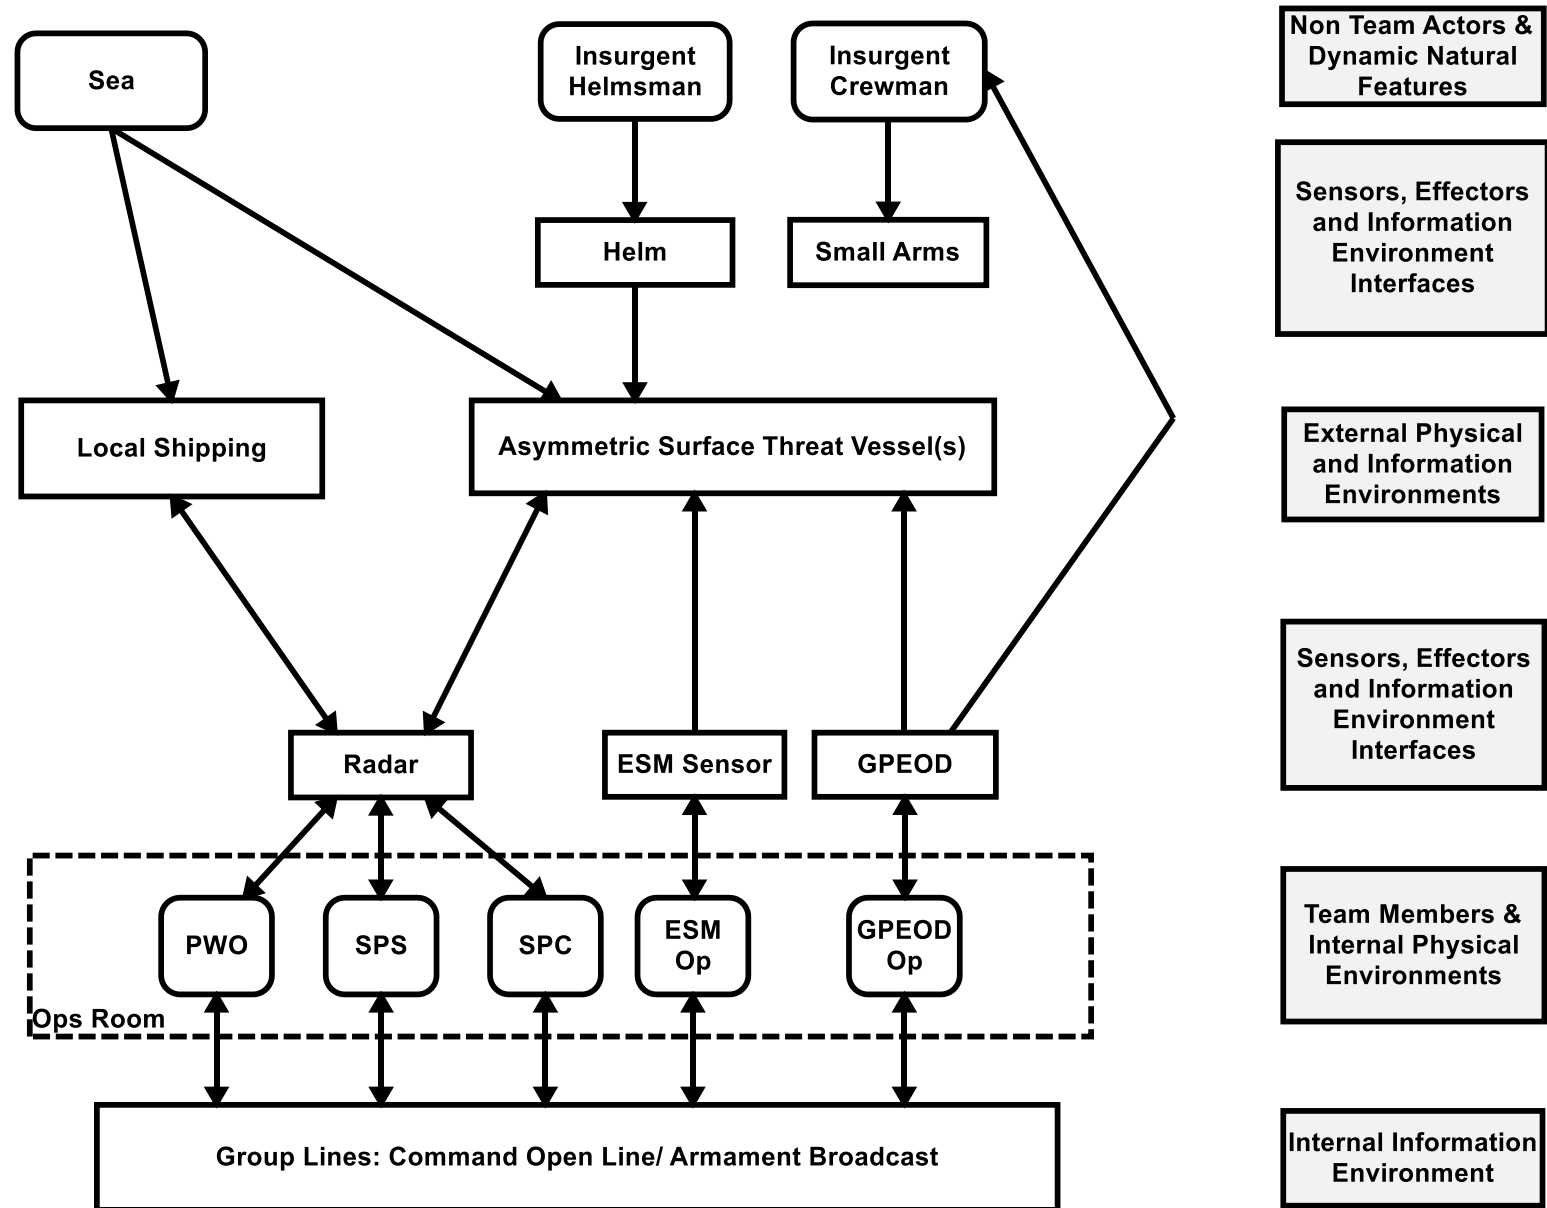 Sea
Insurgent
Helmsman
Insurgent
Crewman
Non Team Actors &
Dynamic Natural
Features
Helm
Small Arms
Sensors, Effectors
and Information
Environment
Interfaces
Local Shipping
Asymmetric Surface Threat Vessel(s)
External Physical
and Information
Environments
Radar
ESM Sensor
GPEOD
Sensors, Effectors
and Information
Environment
Interfaces
PWO
SPS
SPC
ESM
Op
GPEOD
Op
Ops Room
Team Members &
Internal Physical
Environments
Group Lines: Command Open Line/ Armament Broadcast
Internal Information
Environment